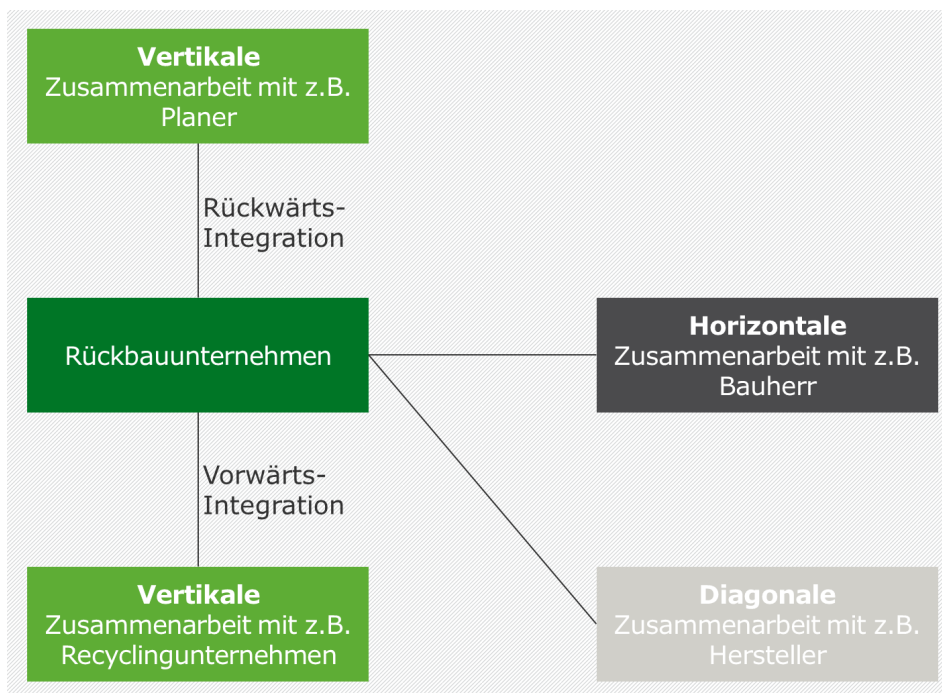 Vertikale
Zusammenarbeit mit z.B.
Planer
Rückwärts-
Integration
Rückbauunternehmen
Horizontale
Zusammenarbeit mit z.B.
Bauherr
Vorwärts-
Integration
Vertikale
Zusammenarbeit mit z.B.
Recyclingunternehmen
Diagonale
Zusammenarbeit mit z.B.
Hersteller